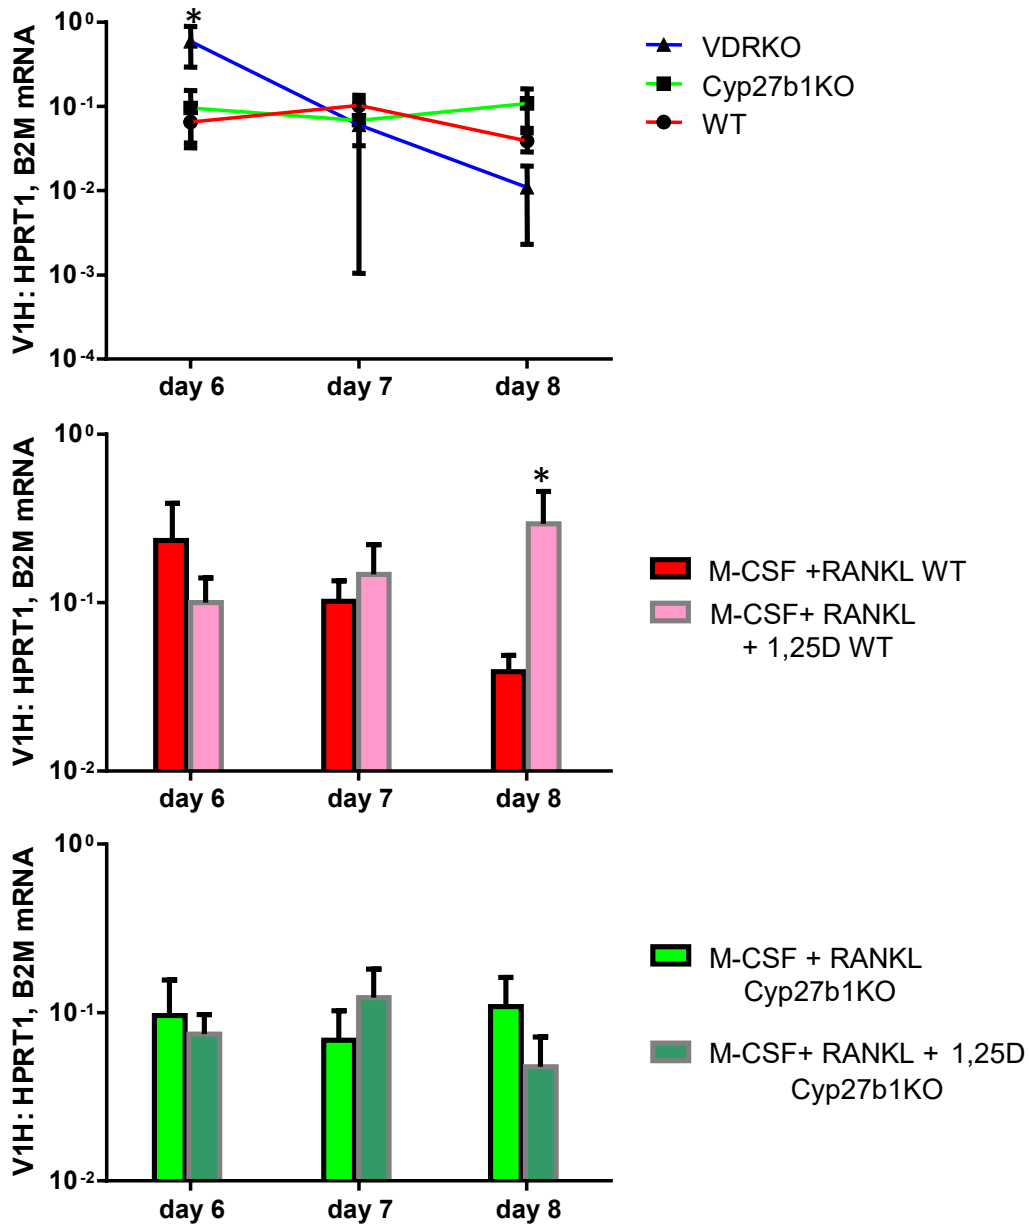 V1H: HPRT1, B2M mRNA
10⁰
10⁻¹
10⁻²
10⁻³
10⁻⁴
*
day 6
day 7
day 8
VDRKO
Cyp27b1KO
WT
V1H: HPRT1, B2M mRNA
10⁰
10⁻¹
10⁻²
*
day 6
day 7
day 8
M-CSF +RANKL WT
M-CSF+ RANKL
+ 1,25D WT
V1H: HPRT1, B2M mRNA
10⁰
10⁻¹
10⁻²
day 6
day 7
day 8
M-CSF + RANKL
Cyp27b1KO
M-CSF+ RANKL + 1,25D
Cyp27b1KO